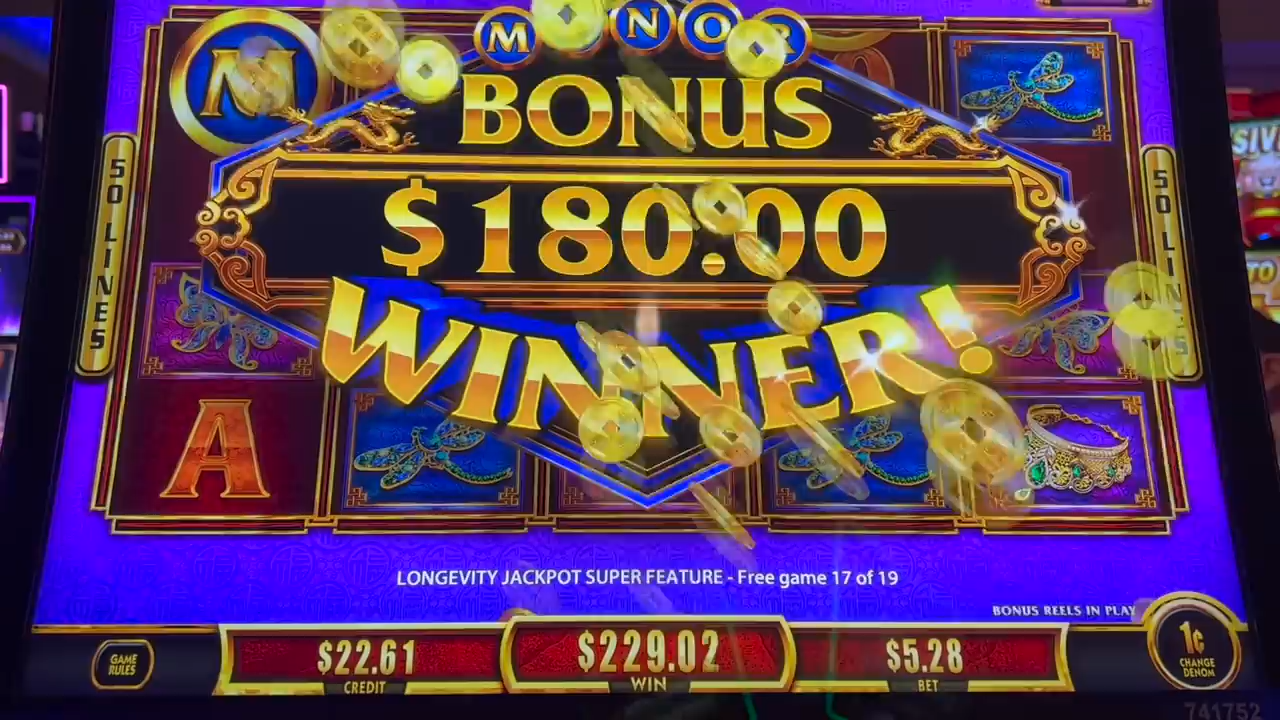 MINOR
M
BONUS
$180.00
WINNER!
50 LINES
50 LINES
A
LONGEVITY JACKPOT SUPER FEATURE - Free game 17 of 19
BONUS REELS IN PLAY
GAME RULES
$22.61
CREDIT
$229.02
WIN
$5.28
BET
1¢
CHANGE
DENOM
741752